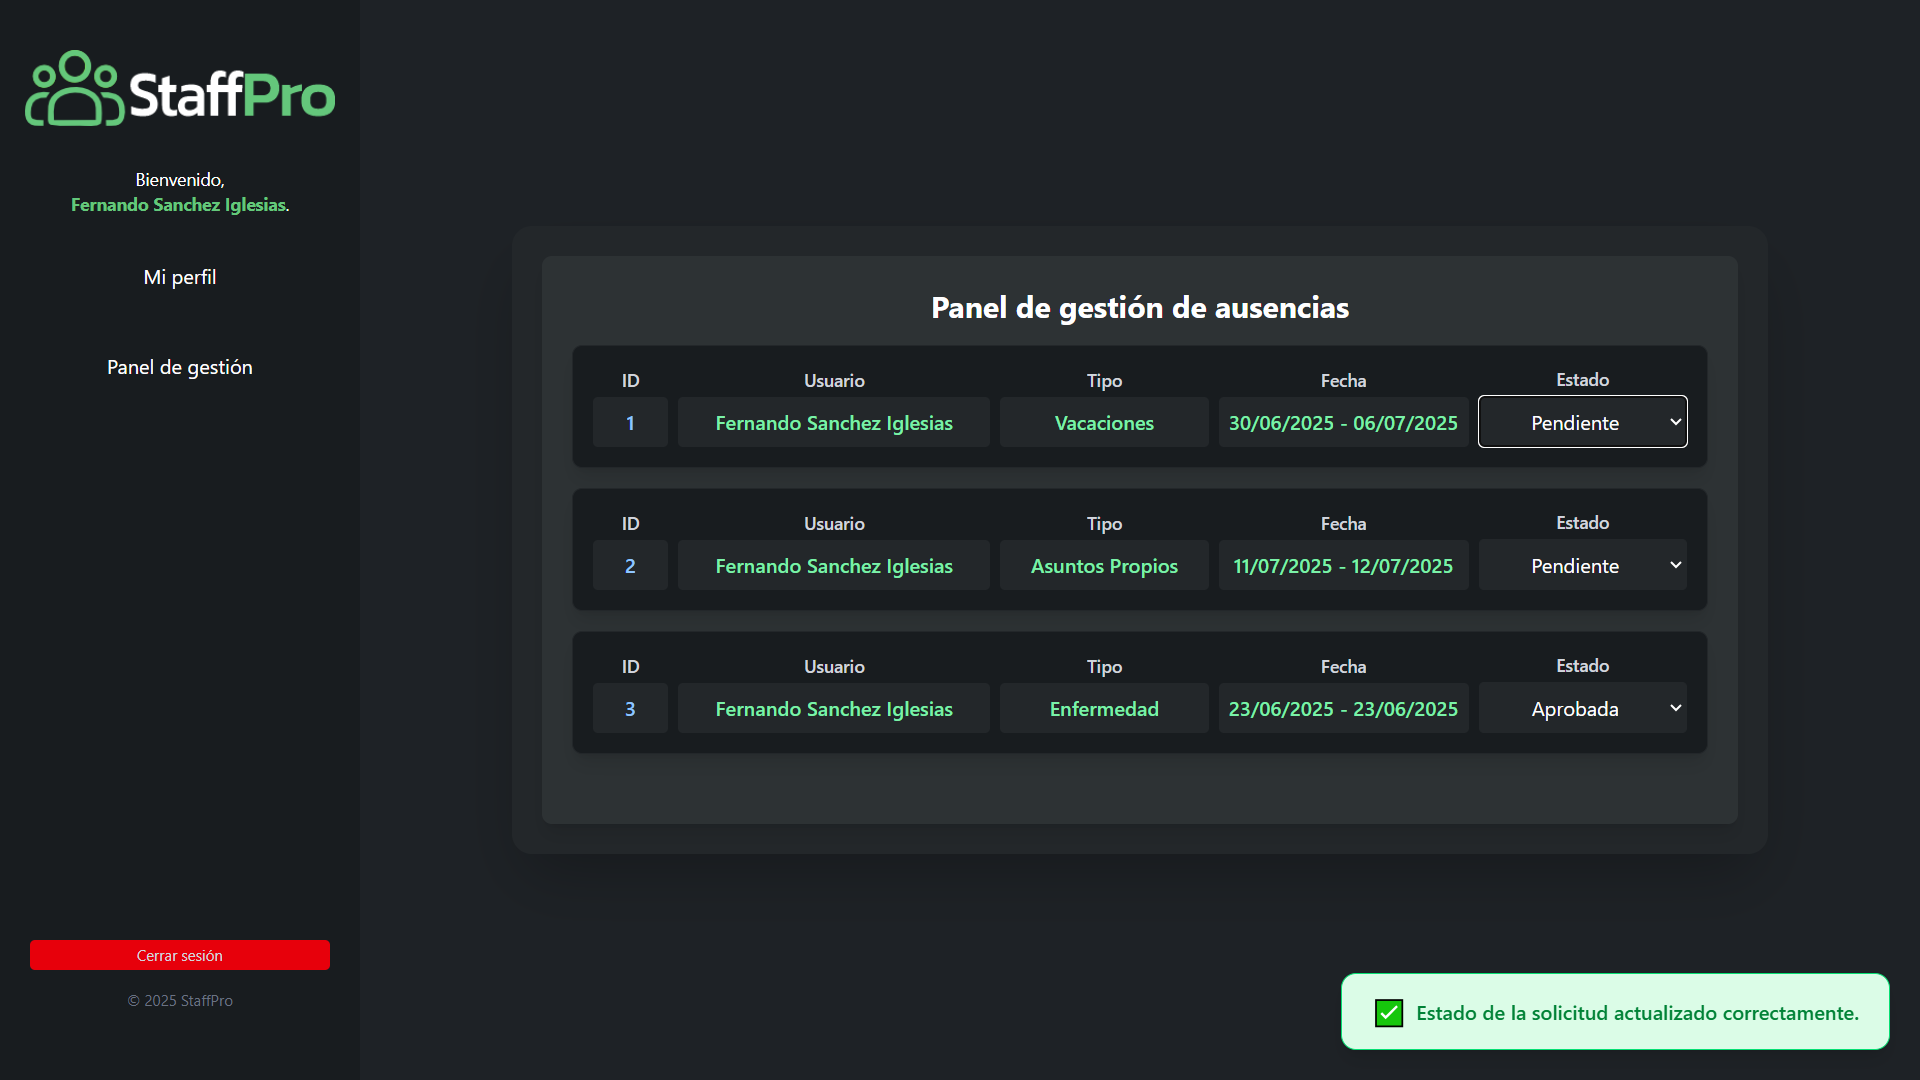 StaffPro
Bienvenido,
Fernando Sanchez Iglesias.
Mi perfil
Panel de gestión
Cerrar sesión
© 2025 StaffPro
Panel de gestión de ausencias
ID Usuario Tipo Fecha Estado
1 Fernando Sanchez Iglesias Vacaciones 30/06/2025 - 06/07/2025 Pendiente
ID Usuario Tipo Fecha Estado
2 Fernando Sanchez Iglesias Asuntos Propios 11/07/2025 - 12/07/2025 Pendiente
ID Usuario Tipo Fecha Estado
3 Fernando Sanchez Iglesias Enfermedad 23/06/2025 - 23/06/2025 Aprobada
Estado de la solicitud actualizado correctamente.